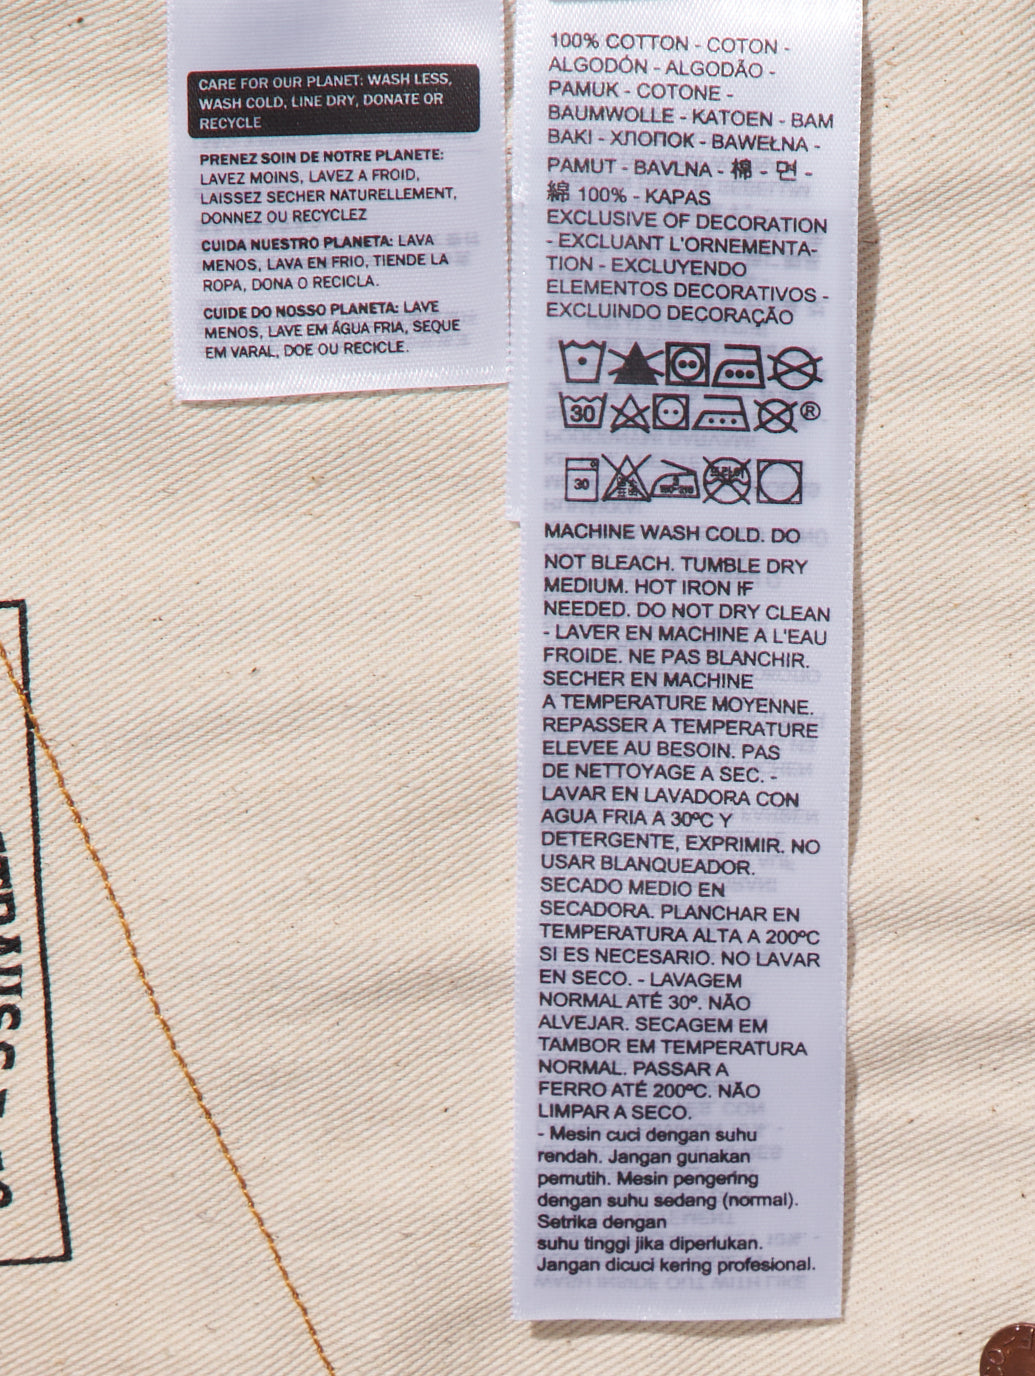 CARE FOR OUR PLANET: WASH LESS,
WASH COLD, LINE DRY, DONATE OR
RECYCLE
PRENEZ SOIN DE NOTRE PLANETE:
LAVEZ MOINS, LAVEZ A FROID,
LAISSEZ SECHER NATURELLEMENT,
DONNEZ OU RECYCLEZ
CUIDA NUESTRO PLANETA: LAVA
MENOS, LAVA EN FRIO, TIENDE LA
ROPA, DONA O RECICLA.
CUIDE DO NOSSO PLANETA: LAVE
MENOS, LAVE EM ÁGUA FRIA, SEQUE
EM VARAL, DOE OU RECICLE.
100% COTTON - COTON -
ALGODÓN - ALGODÃO -
PAMUK - COTONE -
BAUMWOLLE - KATOEN - BAM
BAKI - ХЛОПОК - BAWEŁNA -
PAMUT - BAVLNA - 棉 - 면 -
綿 100% - KAPAS
EXCLUSIVE OF DECORATION
- EXCLUANT L'ORNEMENTA-
TION - EXCLUYENDO
ELEMENTOS DECORATIVOS -
EXCLUINDO DECORAÇÃO
30 ®
30
MACHINE WASH COLD. DO
NOT BLEACH. TUMBLE DRY
MEDIUM. HOT IRON IF
NEEDED. DO NOT DRY CLEAN
- LAVER EN MACHINE A L'EAU
FROIDE. NE PAS BLANCHIR.
SECHER EN MACHINE
A TEMPERATURE MOYENNE.
REPASSER A TEMPERATURE
ELEVEE AU BESOIN. PAS
DE NETTOYAGE A SEC. -
LAVAR EN LAVADORA CON
AGUA FRIA A 30ºC Y
DETERGENTE, EXPRIMIR. NO
USAR BLANQUEADOR.
SECADO MEDIO EN
SECADORA. PLANCHAR EN
TEMPERATURA ALTA A 200ºC
SI ES NECESARIO. NO LAVAR
EN SECO. - LAVAGEM
NORMAL ATÉ 30º. NÃO
ALVEJAR. SECAGEM EM
TAMBOR EM TEMPERATURA
NORMAL. PASSAR A
FERRO ATÉ 200ºC. NÃO
LIMPAR A SECO.
- Mesin cuci dengan suhu
rendah. Jangan gunakan
pemutih. Mesin pengering
dengan suhu sedang (normal).
Setrika dengan
suhu tinggi jika diperlukan.
Jangan dicuci kering profesional.